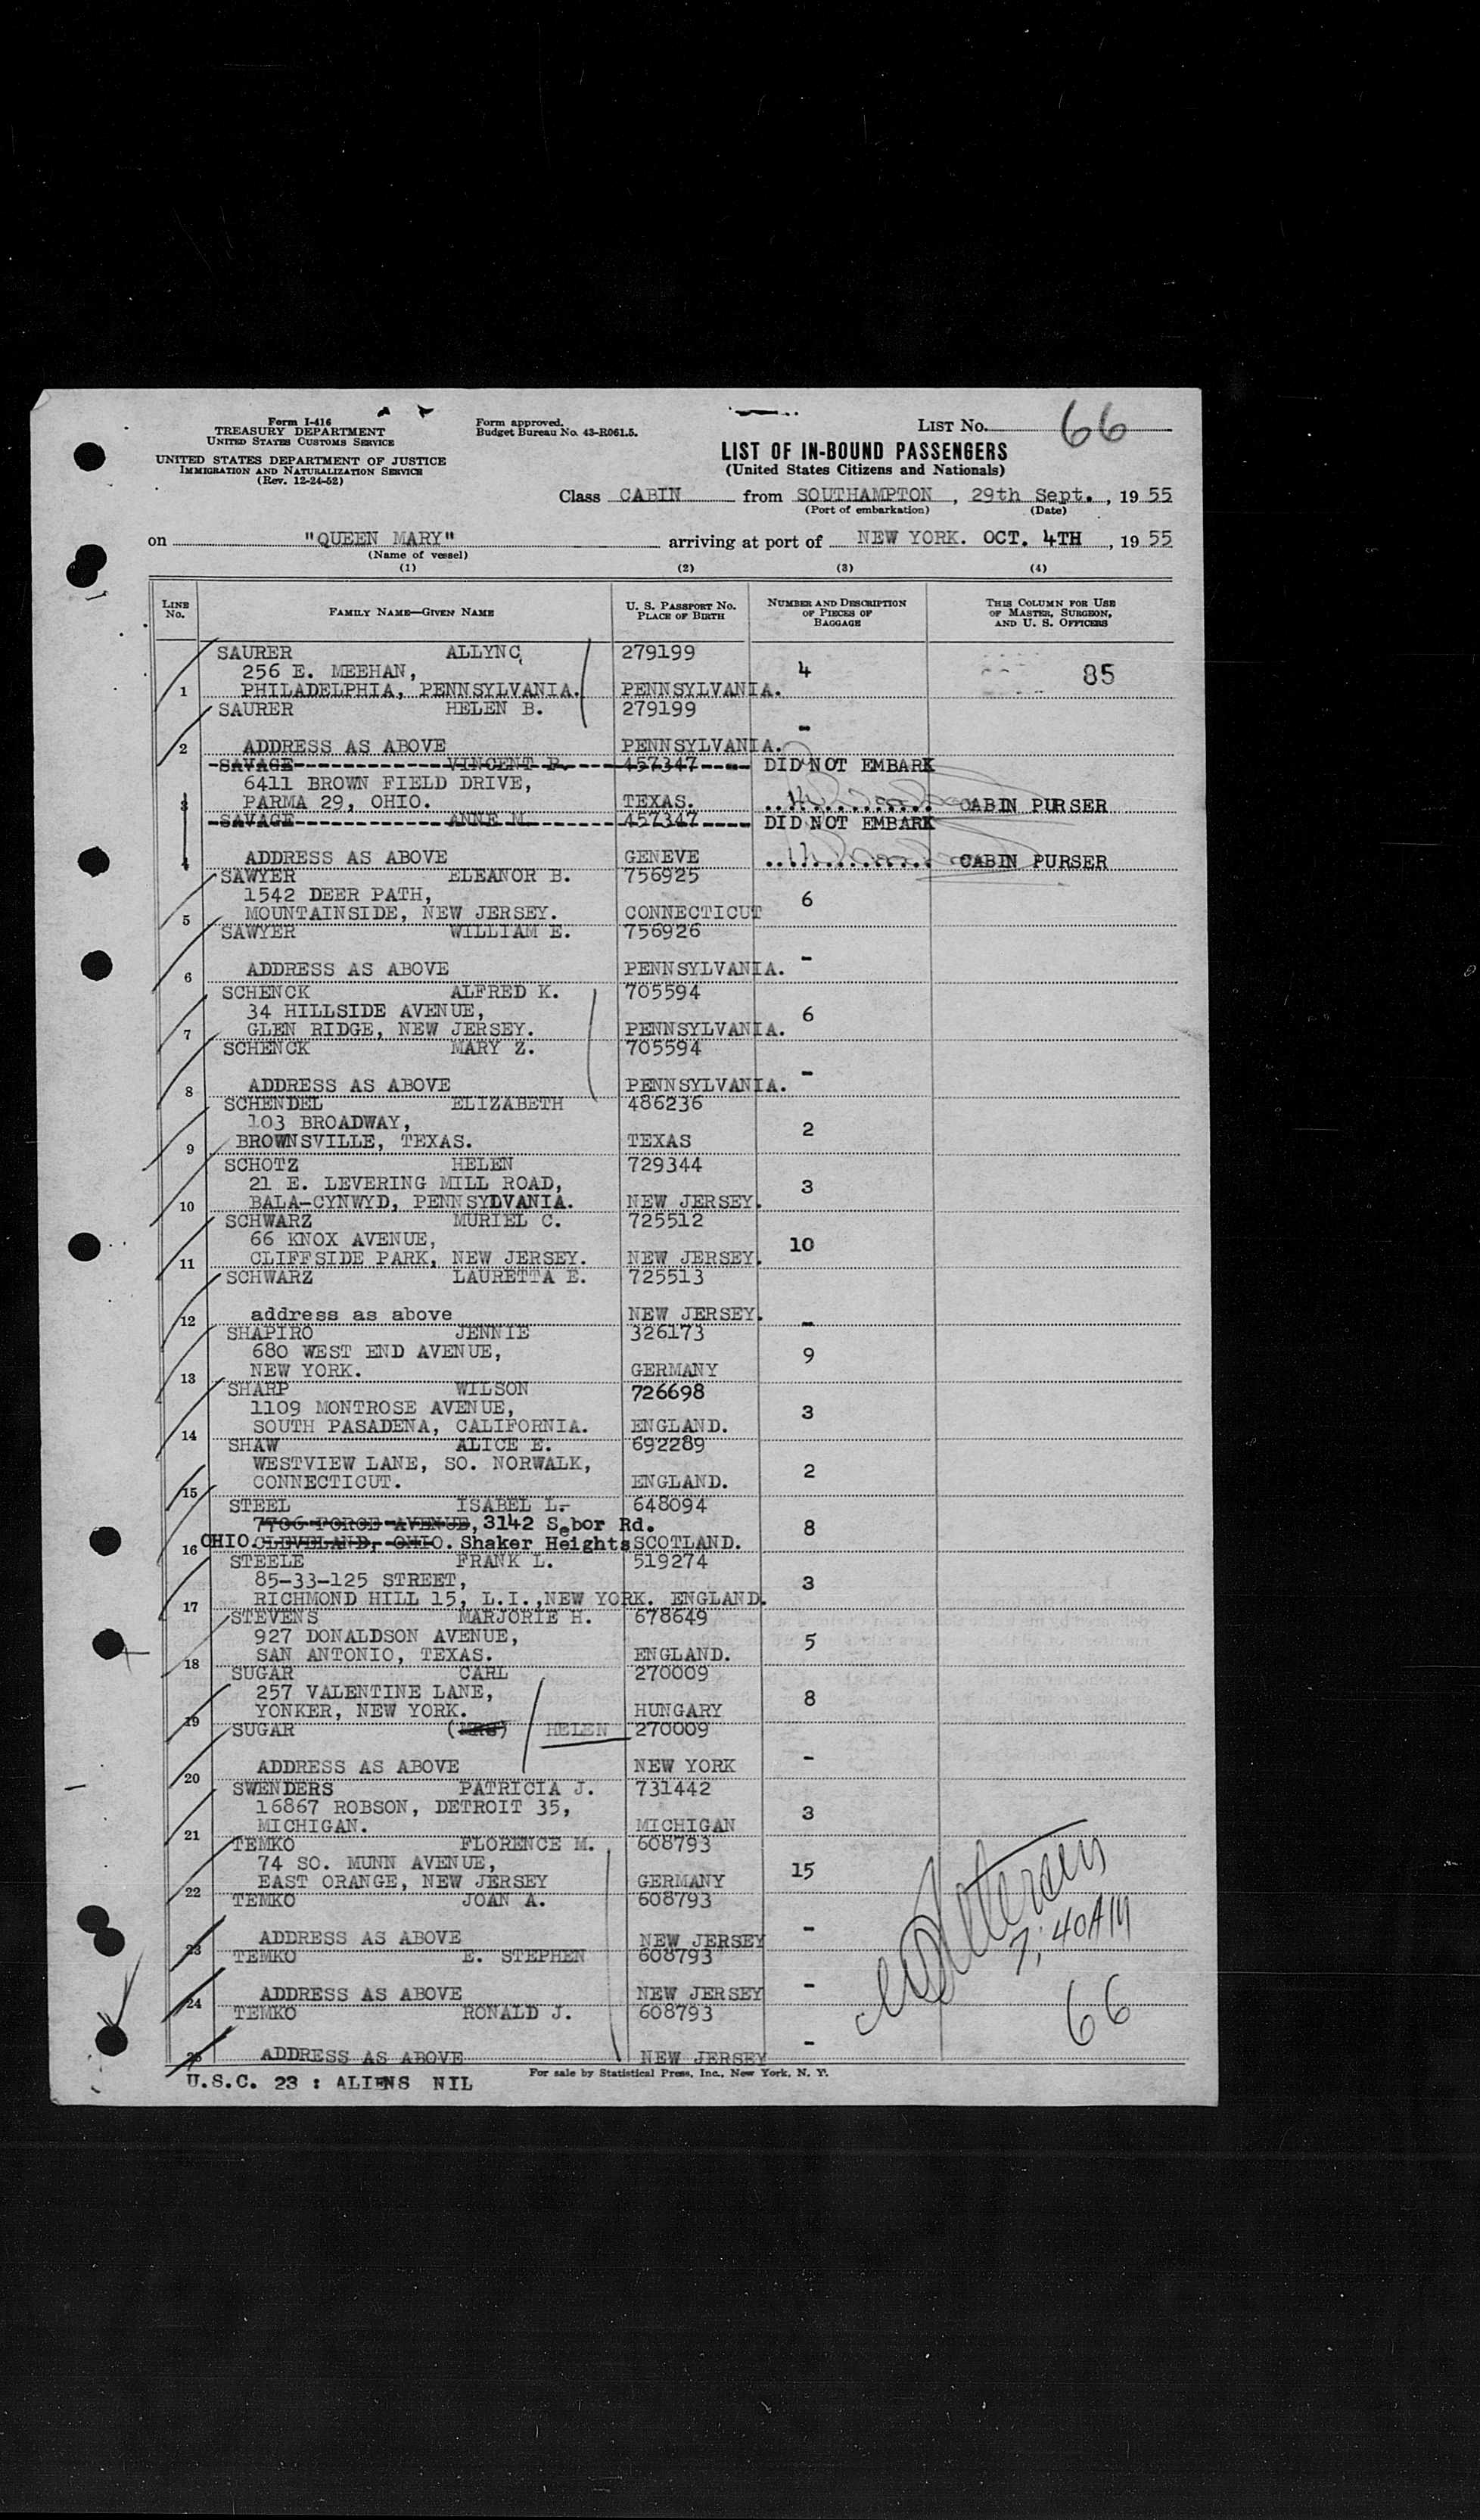 Form I-416
TREASURY DEPARTMENT
UNITED STATES CUSTOMS SERVICE
UNITED STATES DEPARTMENT OF JUSTICE
IMMIGRATION AND NATURALIZATION SERVICE
(Rev. 12-24-52)
Form approved.
Budget Bureau No. 43-R061.5.
LIST No. 66
LIST OF IN-BOUND PASSENGERS
(United States Citizens and Nationals)
Class CABIN from SOUTHAMPTON, 29th Sept., 1955
(Port of embarkation) (Date)
on "QUEEN MARY" arriving at port of NEW YORK. OCT. 4TH, 1955
(Name of vessel)
(1) (2) (3) (4)
LINE No. FAMILY NAME—GIVEN NAME U. S. PASSPORT No. PLACE OF BIRTH NUMBER AND DESCRIPTION OF PIECES OF BAGGAGE THIS COLUMN FOR USE OF MASTER, SURGEON, AND U. S. OFFICERS
SAURER ALLYNC 279199
256 E. MEEHAN, 4 85
1 PHILADELPHIA, PENNSYLVANIA. PENNSYLVANIA.
SAURER HELEN B. 279199
-
2 ADDRESS AS ABOVE PENNSYLVANIA.
SAVAGE VINCENT P. 457347 DID NOT EMBARK
6411 BROWN FIELD DRIVE,
3 PARMA 29, OHIO. TEXAS. CABIN PURSER
SAVAGE ANNE M. 457347 DID NOT EMBARK
4 ADDRESS AS ABOVE GENEVE CABIN PURSER
SAWYER ELEANOR B. 756925
1542 DEER PATH, 6
5 MOUNTAINSIDE, NEW JERSEY. CONNECTICUT
SAWYER WILLIAM E. 756926
-
6 ADDRESS AS ABOVE PENNSYLVANIA.
SCHENCK ALFRED K. 705594
34 HILLSIDE AVENUE, 6
7 GLEN RIDGE, NEW JERSEY. PENNSYLVANIA.
SCHENCK MARY Z. 705594
-
8 ADDRESS AS ABOVE PENNSYLVANIA.
SCHENDEL ELIZABETH 486236
103 BROADWAY, 2
9 BROWNSVILLE, TEXAS. TEXAS
SCHOTZ HELEN 729344
21 E. LEVERING MILL ROAD, 3
10 BALA-CYNWYD, PENNSYLVANIA. NEW JERSEY.
SCHWARZ MURIEL C. 725512
66 KNOX AVENUE, 10
11 CLIFFSIDE PARK, NEW JERSEY. NEW JERSEY.
SCHWARZ LAURETTA E. 725513
12 address as above NEW JERSEY. -
SHAPIRO JENNIE 326173
680 WEST END AVENUE, 9
13 NEW YORK. GERMANY
SHARP WILSON 726698
1109 MONTROSE AVENUE, 3
14 SOUTH PASADENA, CALIFORNIA. ENGLAND.
SHAW ALICE E. 692289
WESTVIEW LANE, SO. NORWALK, 2
15 CONNECTICUT. ENGLAND.
STEEL ISABEL L. 648094
7706 FORCE AVENUE, 3142 Sebor Rd. 8
16 OHIO. CLEVELAND, OHIO. Shaker Heights SCOTLAND.
STEELE FRANK L. 519274
85-33-125 STREET, 3
17 RICHMOND HILL 15, L.I., NEW YORK. ENGLAND.
STEVENS MARJORIE H. 678649
927 DONALDSON AVENUE, 5
18 SAN ANTONIO, TEXAS. ENGLAND.
SUGAR CARL 270009
257 VALENTINE LANE, 8
19 YONKER, NEW YORK. HUNGARY
SUGAR (MRS) HELEN 270009
-
20 ADDRESS AS ABOVE NEW YORK
SWENDERS PATRICIA J. 731442
16867 ROBSON, DETROIT 35, 3
21 MICHIGAN. MICHIGAN
TEMKO FLORENCE M. 608793
74 SO. MUNN AVENUE, 15
22 EAST ORANGE, NEW JERSEY GERMANY
TEMKO JOAN A. 608793
-
23 ADDRESS AS ABOVE NEW JERSEY
TEMKO E. STEPHEN 608793
7:40AM
-
24 ADDRESS AS ABOVE NEW JERSEY
TEMKO RONALD J. 608793
66
-
25 ADDRESS AS ABOVE NEW JERSEY
For sale by Statistical Press, Inc., New York, N. Y.
U.S.C. 23 : ALIENS NIL